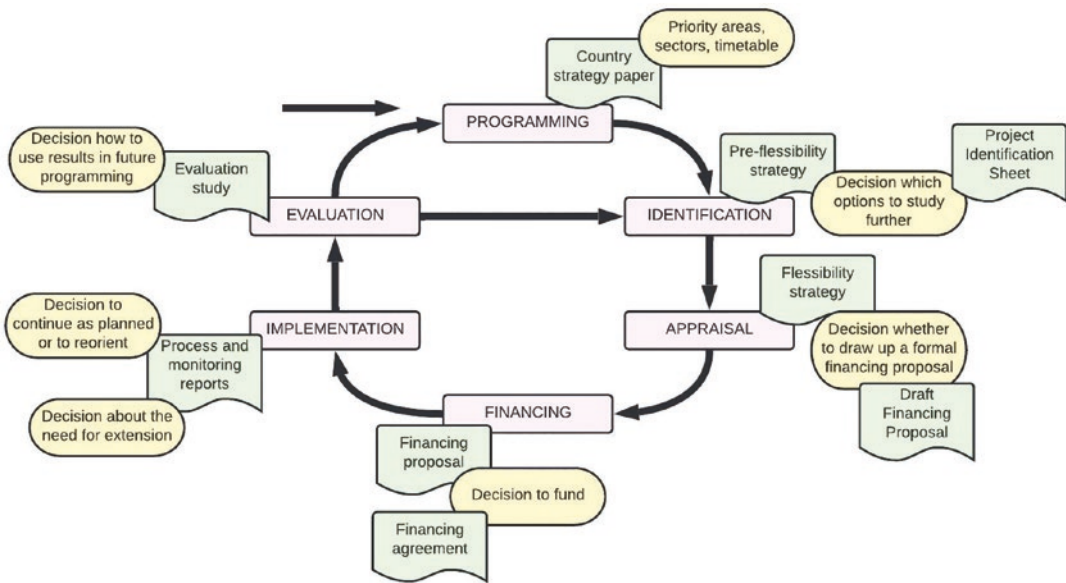 Priority areas,
sectors, timetable
Country
strategy paper
PROGRAMMING
Decision how to
use results in future
programming
Evaluation
study
EVALUATION
Pre-flessibility
strategy
Project
Identification
Sheet
Decision which
options to study
further
IDENTIFICATION
Flessibility
strategy
Decision to
continue as planned
or to reorient
IMPLEMENTATION
APPRAISAL
Decision whether
to draw up a formal
financing proposal
Process and
monitoring
reports
Draft
Financing
Proposal
Decision about the
need for extension
FINANCING
Financing
proposal
Decision to fund
Financing
agreement